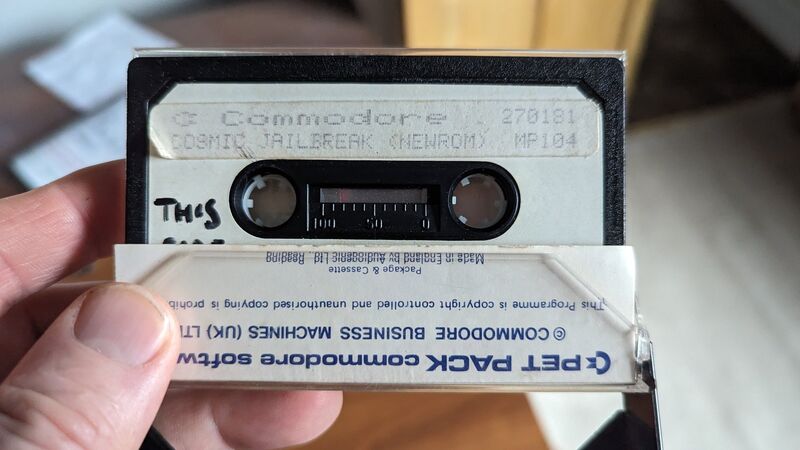 Commodore 270181
COSMIC JAILBREAK (NEWROM) MP104
THIS
100 50 0
PET PACK commodore softw
© COMMODORE BUSINESS MACHINES (UK) LT
This Programme is copyright controlled and unauthorised copying is prohib
Package & Cassette
Made in England by Audiogenic Ltd. Reading